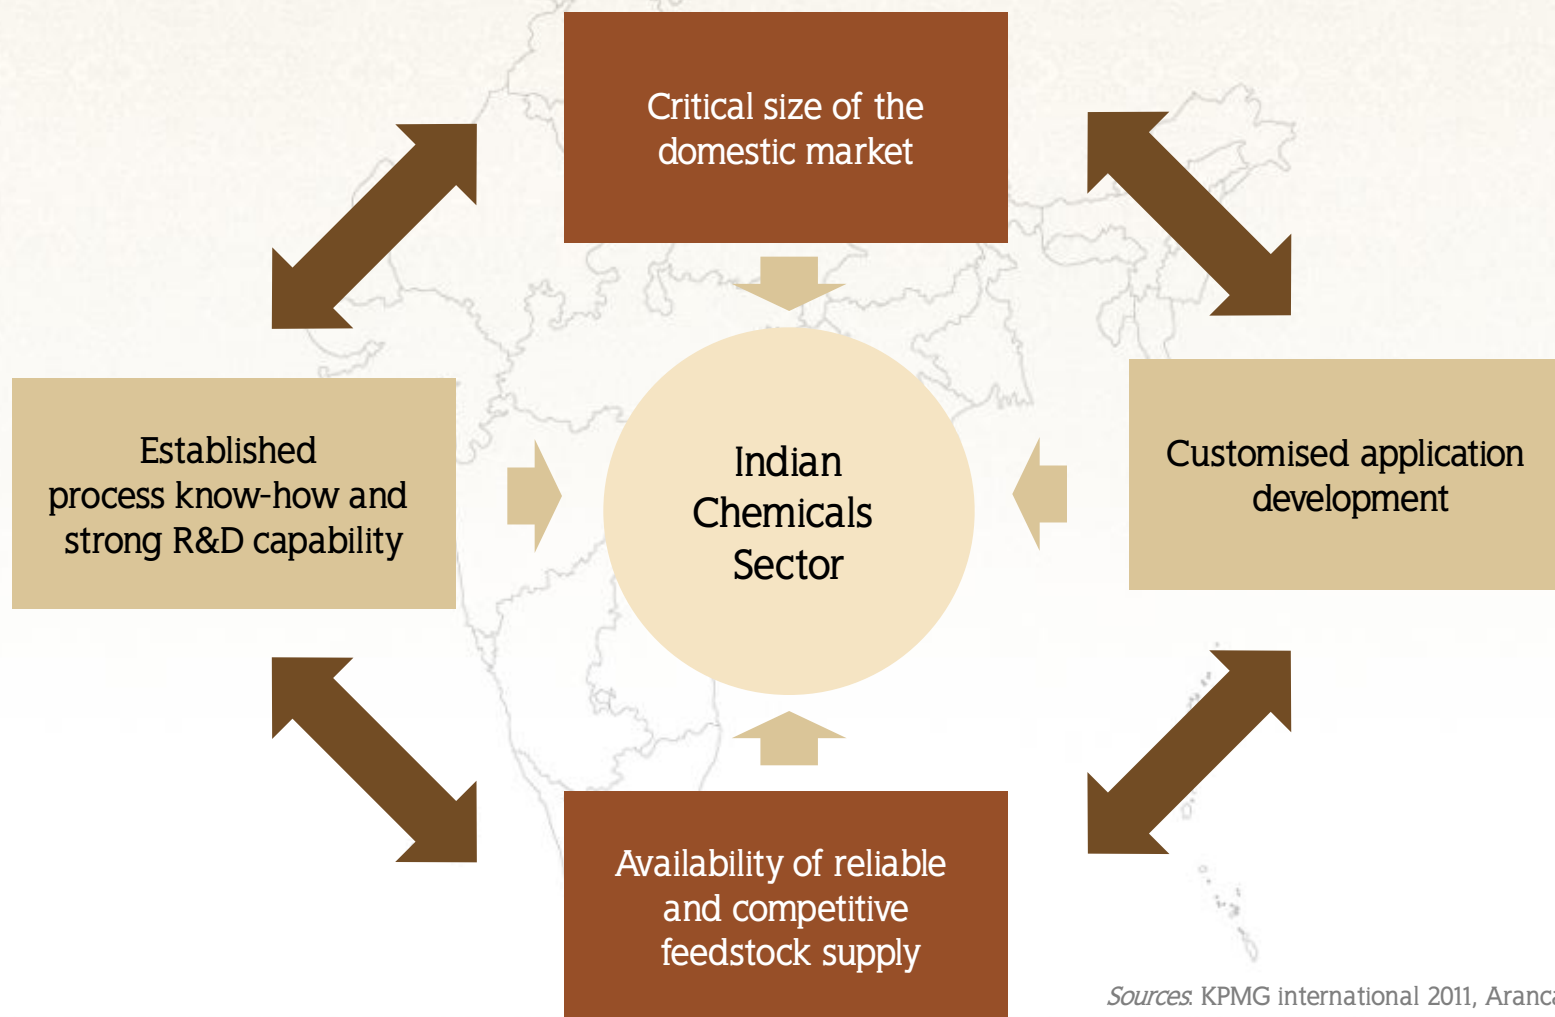 Critical size of the
domestic market
Established
process know-how and
strong R&D capability
Indian
Chemicals
Sector
Customised application
development
Availability of reliable
and competitive
feedstock supply
Sources: KPMG international 2011, Aranca